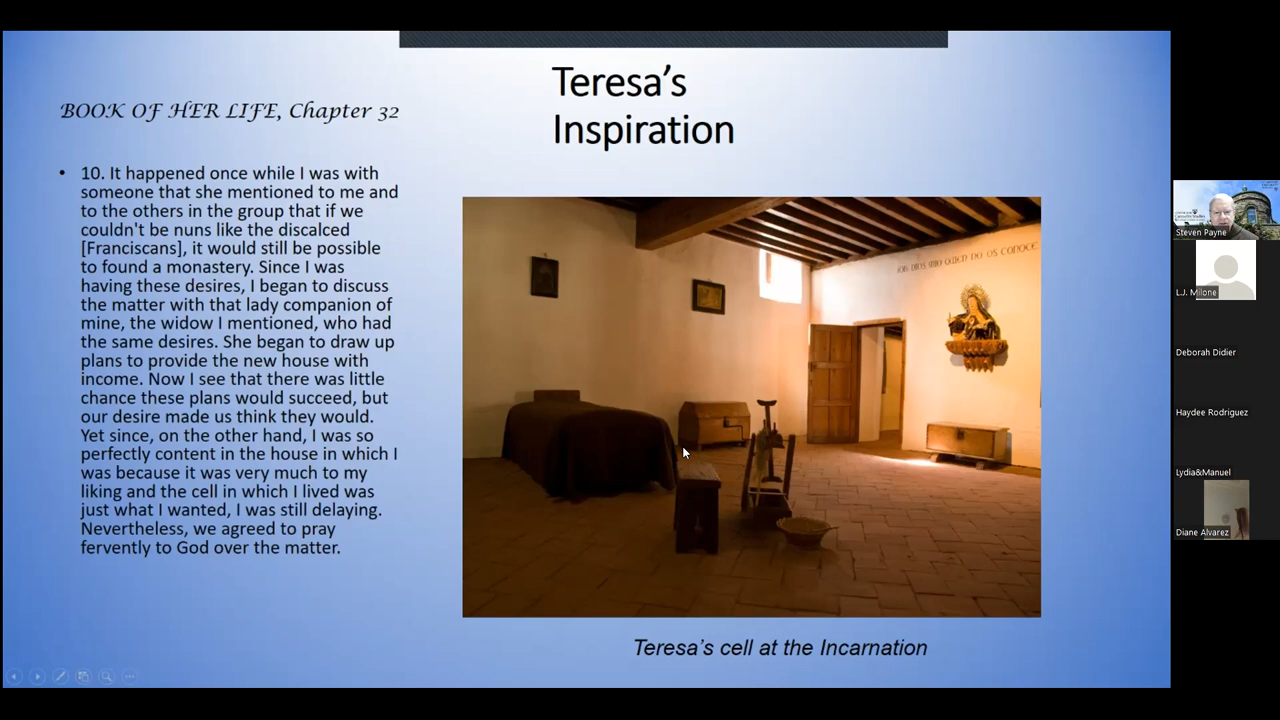 Teresa's
Inspiration
BOOK OF HER LIFE, Chapter 32
• 10. It happened once while I was with
someone that she mentioned to me and
to the others in the group that if we
couldn't be nuns like the discalced
[Franciscans], it would still be possible
to found a monastery. Since I was
having these desires, I began to discuss
the matter with that lady companion of
mine, the widow I mentioned, who had
the same desires. She began to draw up
plans to provide the new house with
income. Now I see that there was little
chance these plans would succeed, but
our desire made us think they would.
Yet since, on the other hand, I was so
perfectly content in the house in which I
was because it was very much to my
liking and the cell in which I lived was
just what I wanted, I was still delaying.
Nevertheless, we agreed to pray
fervently to God over the matter.
DIOS MIO QUIEN NO OS CONOCE
Teresa's cell at the Incarnation
Steven Payne
L.J. Milone
Deborah Didier
Haydee Rodriguez
Lydia&Manuel
Diane Alvarez